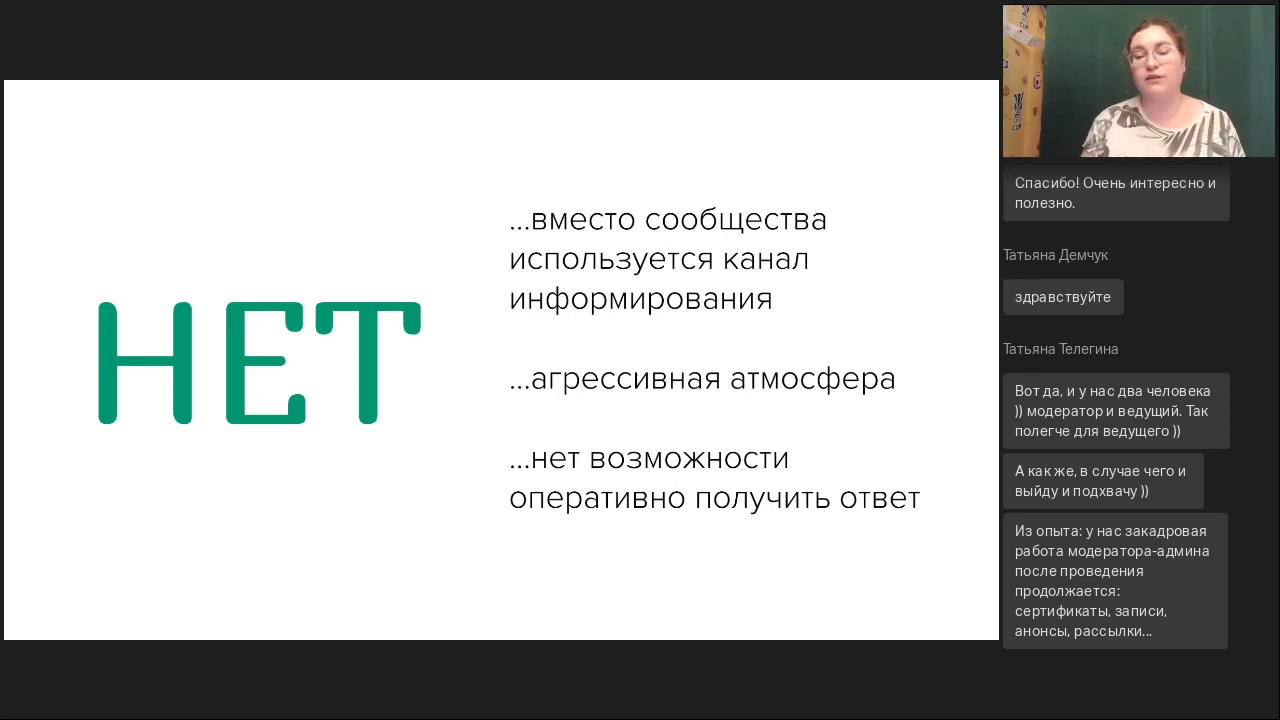 НЕТ
...вместо сообщества
используется канал
информирования
...агрессивная атмосфера
...нет возможности
оперативно получить ответ
CUP
Спасибо! Очень интересно и
полезно.
Татьяна Демчук
здравствуйте
Татьяна Телегина
Вот да, и у нас два человека
)) модератор и ведущий. Так
полегче для ведущего ))
А как же, в случае чего и
выйду и подхвачу ))
Из опыта: у нас закадровая
работа модератора-админа
после проведения
продолжается:
сертификаты, записи,
анонсы, рассылки...